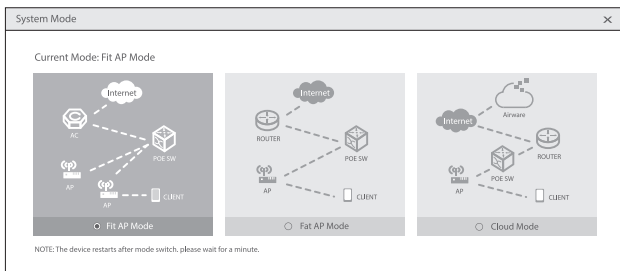 System Mode
Current Mode: Fit AP Mode
Internet
AC
POE SW
AP
AP
CLIENT
Fit AP Mode
Internet
ROUTER
POE SW
AP
CLIENT
Fat AP Mode
Airware
Internet
ROUTER
POE SW
AP
CLIENT
Cloud Mode
NOTE: The device restarts after mode switch. please wait for a minute.